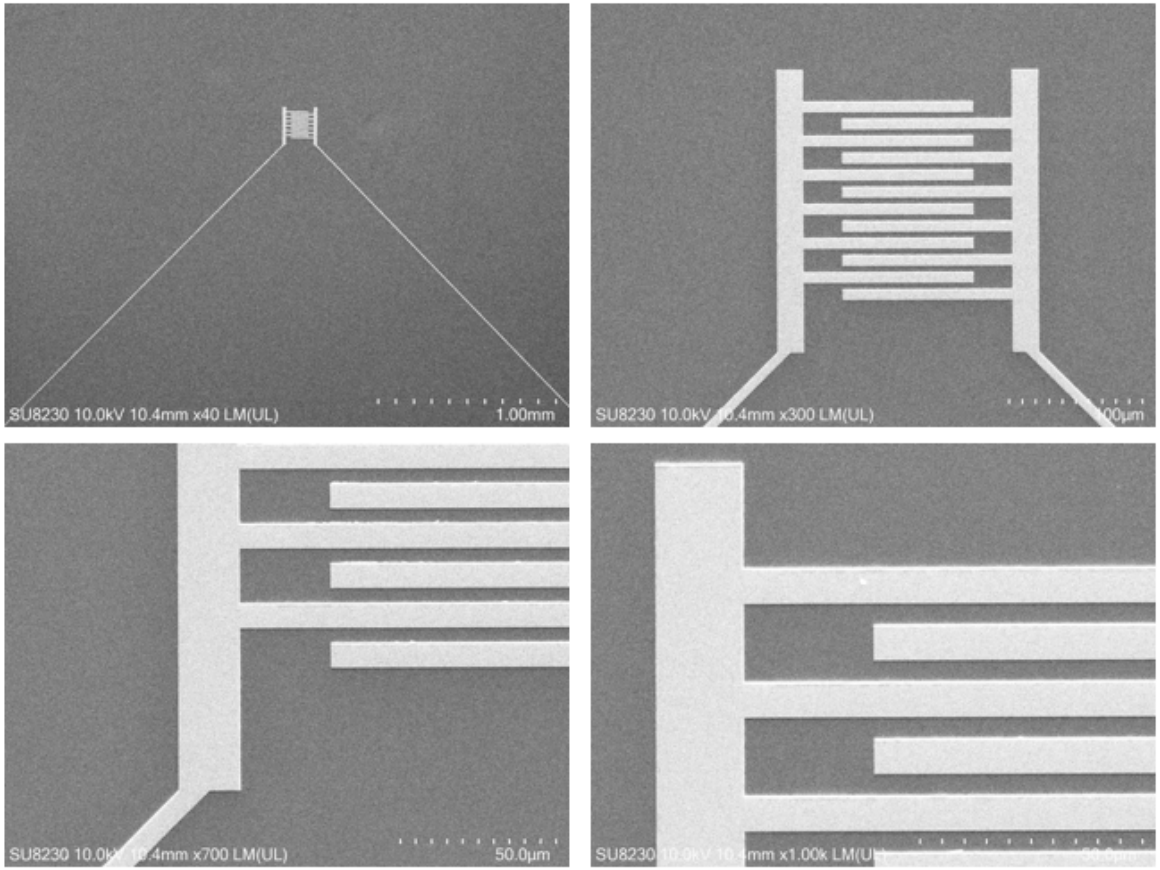 SU8230 10.0kV 10.4mm x40 LM(UL) 1.00mm
SU8230 10.0kV 10.4mm x300 LM(UL) 100µm
SU8230 10.0kV 10.4mm x700 LM(UL) 50.0µm
SU8230 10.0kV 10.4mm x1.00k LM(UL)